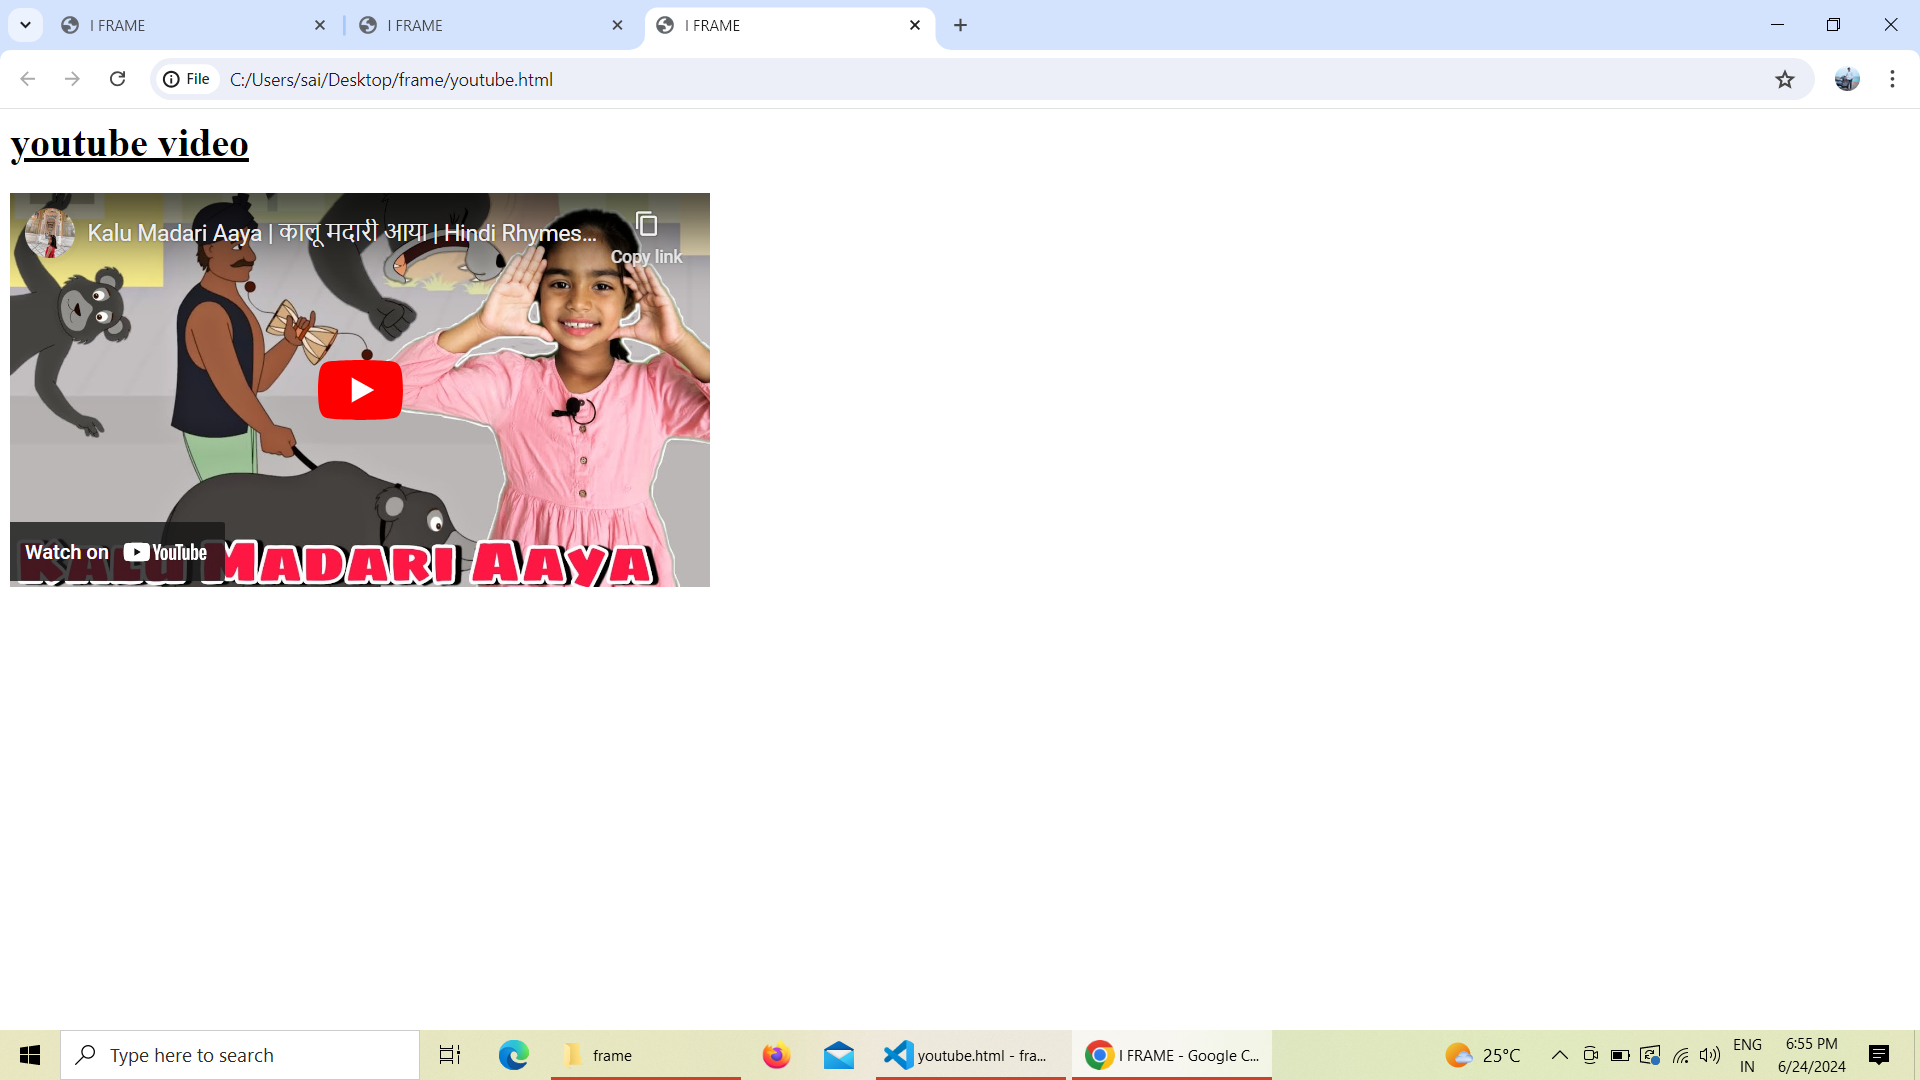 I FRAME
I FRAME
I FRAME
File
C:/Users/sai/Desktop/frame/youtube.html
youtube video
Kalu Madari Aaya | कालू मदारी आया | Hindi Rhymes...
Copy link
Watch on YouTube
Kalu Madari Aaya
Type here to search
frame
youtube.html - fra...
I FRAME - Google C...
25°C
ENG
IN
6:55 PM
6/24/2024